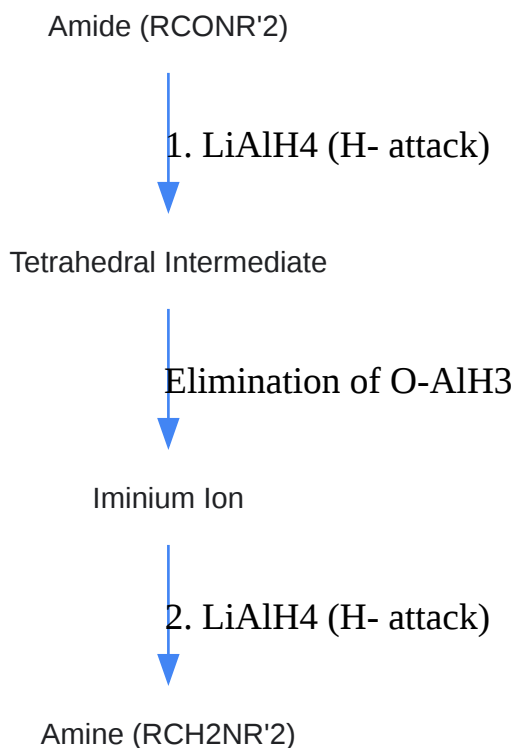 Amide (RCONR'2)
1. LiAlH4 (H- attack)
Tetrahedral Intermediate
Elimination of O-AlH3
Iminium Ion
2. LiAlH4 (H- attack)
Amine (RCH2NR'2)